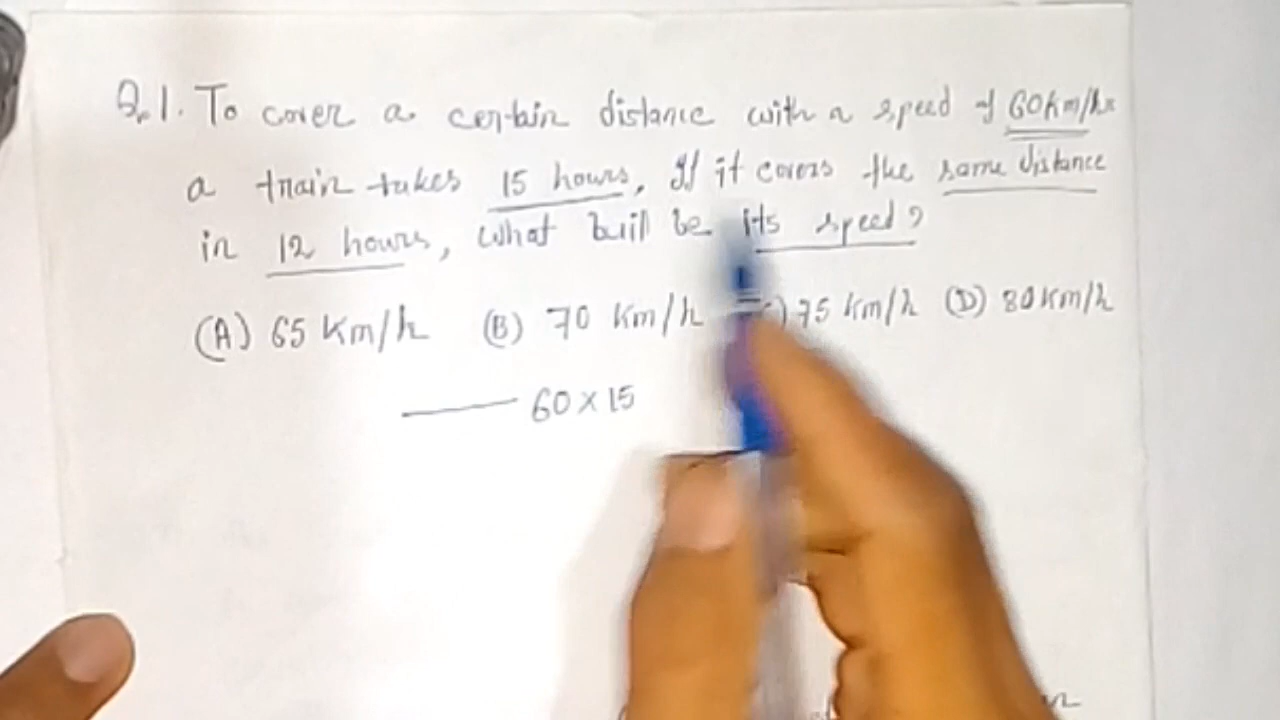 Q.1. To cover a certain distance with a speed of 60km/hr
a train takes 15 hours, If it covers the same distance
in 12 hours, what will be its speed?
(A) 65 Km/h (B) 70 Km/h ) 75 km/h (D) 80 km/h
60 × 15